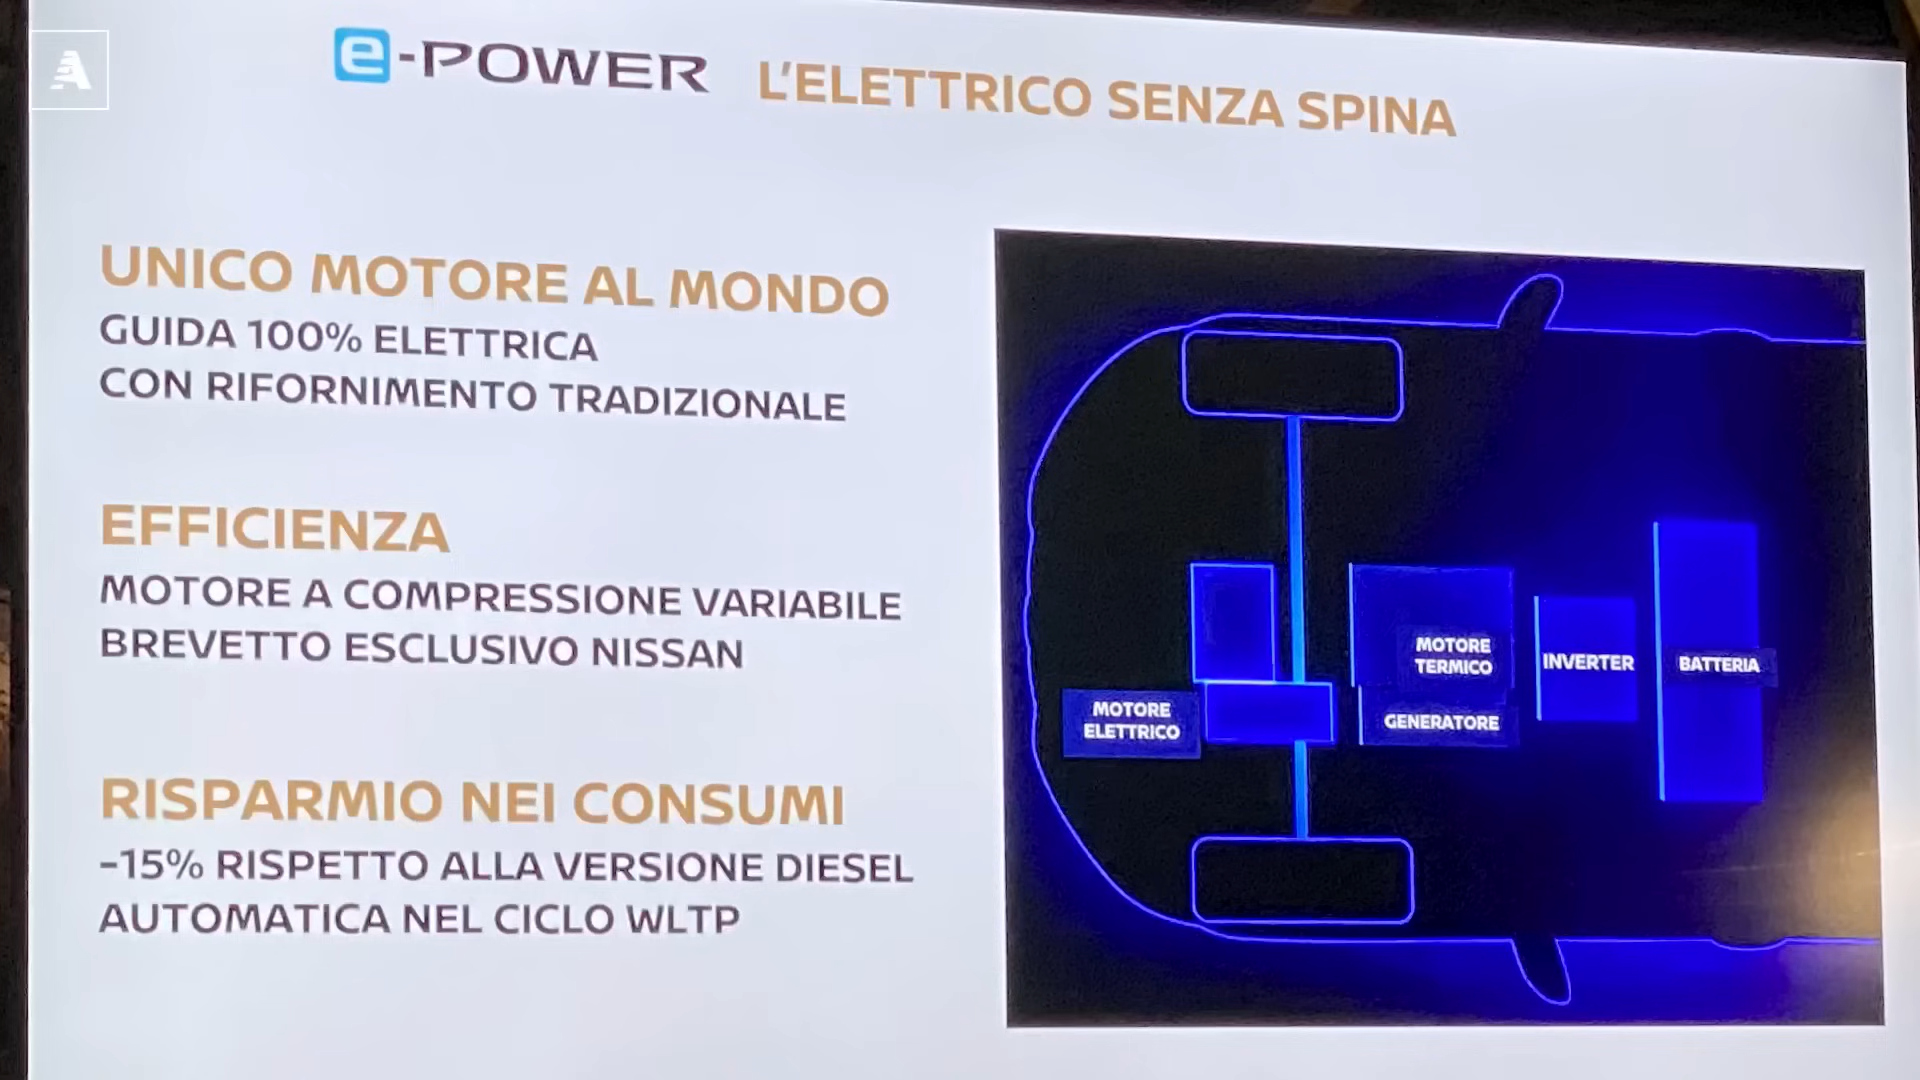 A
e-POWER L'ELETTRICO SENZA SPINA
UNICO MOTORE AL MONDO
GUIDA 100% ELETTRICA
CON RIFORNIMENTO TRADIZIONALE
EFFICIENZA
MOTORE A COMPRESSIONE VARIABILE
BREVETTO ESCLUSIVO NISSAN
RISPARMIO NEI CONSUMI
-15% RISPETTO ALLA VERSIONE DIESEL
AUTOMATICA NEL CICLO WLTP
MOTORE
ELETTRICO
MOTORE
TERMICO
GENERATORE
INVERTER
BATTERIA